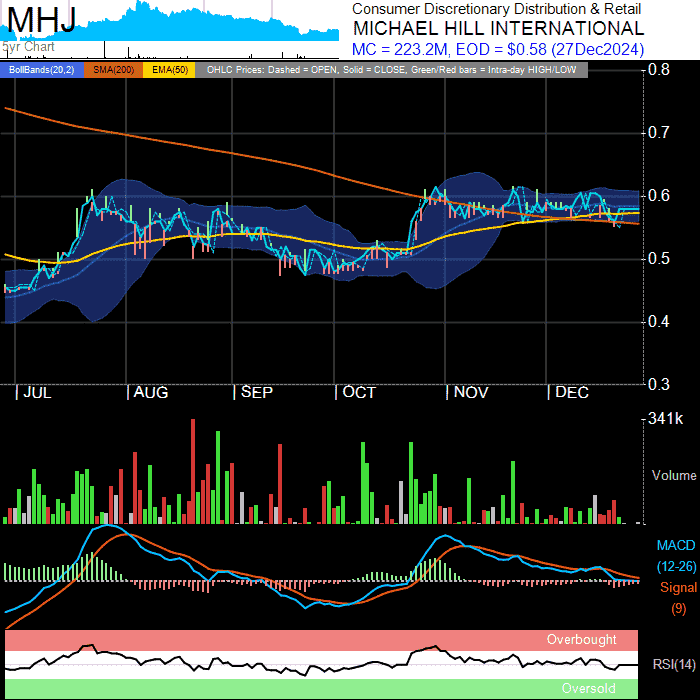 MHJ
5yr Chart
Consumer Discretionary Distribution & Retail
MICHAEL HILL INTERNATIONAL
MC = 223.2M, EOD = $0.58 (27Dec2024)
BollBands(20,2) SMA(200) EMA(50) OHLC Prices: Dashed = OPEN, Solid = CLOSE, Green/Red bars = Intra-day HIGH/LOW
0.8
0.7
0.6
0.5
0.4
0.3
JUL AUG SEP OCT NOV DEC
341k
Volume
MACD
(12-26)
Signal
(9)
Overbought
RSI(14)
Oversold